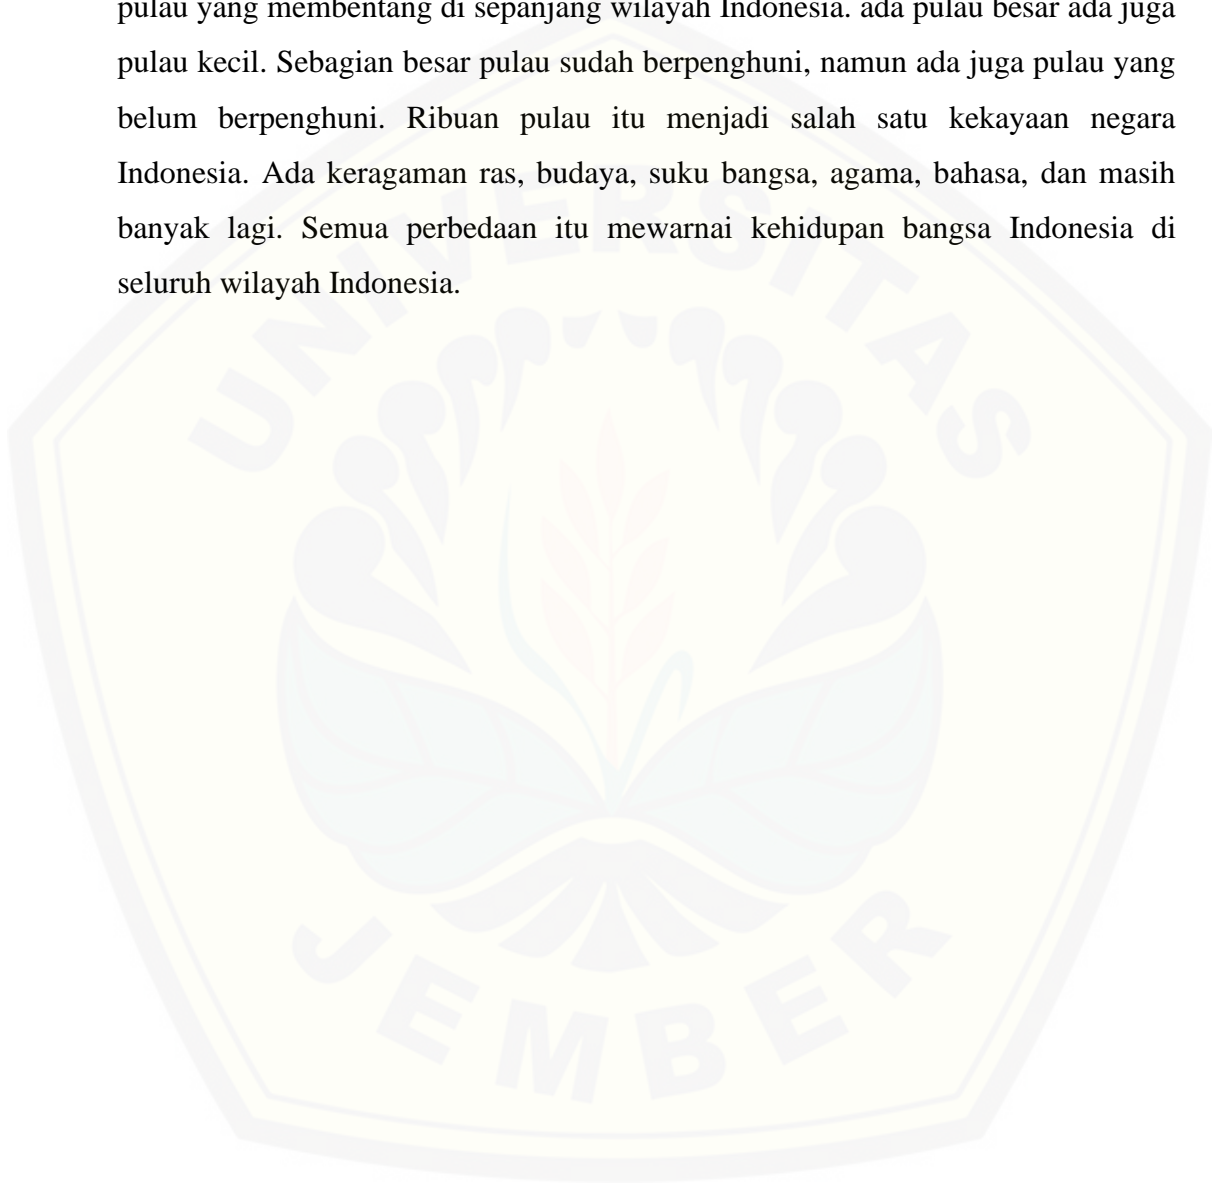 pulau yang membentang di sepanjang wilayah Indonesia. ada pulau besar ada juga
pulau kecil. Sebagian besar pulau sudah berpenghuni, namun ada juga pulau yang
belum berpenghuni. Ribuan pulau itu menjadi salah satu kekayaan negara
Indonesia. Ada keragaman ras, budaya, suku bangsa, agama, bahasa, dan masih
banyak lagi. Semua perbedaan itu mewarnai kehidupan bangsa Indonesia di
seluruh wilayah Indonesia.
UNIVERSITAS
JEMBER